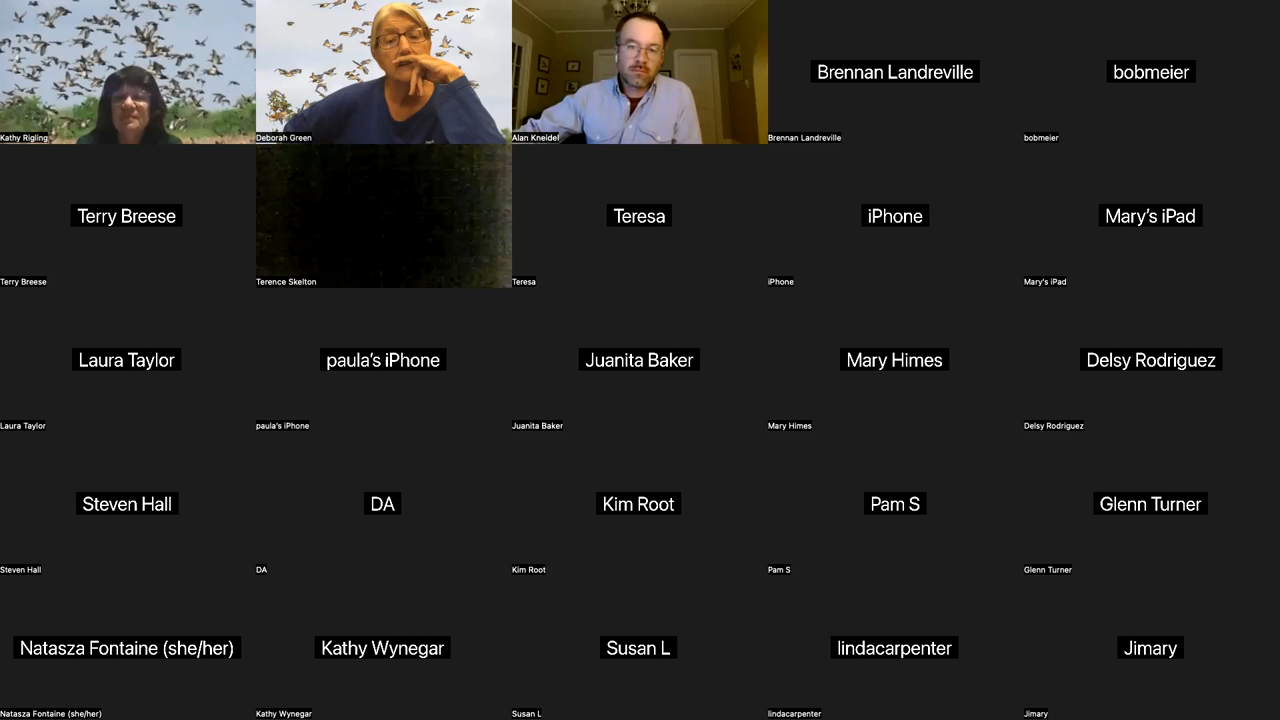 Kathy Rigling
Deborah Green
Alan Kneidel
Brennan Landreville
Brennan Landreville
bobmeier
bobmeier
Terry Breese
Terry Breese
Terence Skelton
Teresa
Teresa
iPhone
iPhone
Mary's iPad
Mary's iPad
Laura Taylor
Laura Taylor
paula's iPhone
paula's iPhone
Juanita Baker
Juanita Baker
Mary Himes
Mary Himes
Delsy Rodriguez
Delsy Rodriguez
Steven Hall
Steven Hall
DA
DA
Kim Root
Kim Root
Pam S
Pam S
Glenn Turner
Glenn Turner
Natasza Fontaine (she/her)
Natasza Fontaine (she/her)
Kathy Wynegar
Kathy Wynegar
Susan L
Susan L
lindacarpenter
lindacarpenter
Jimary
Jimary